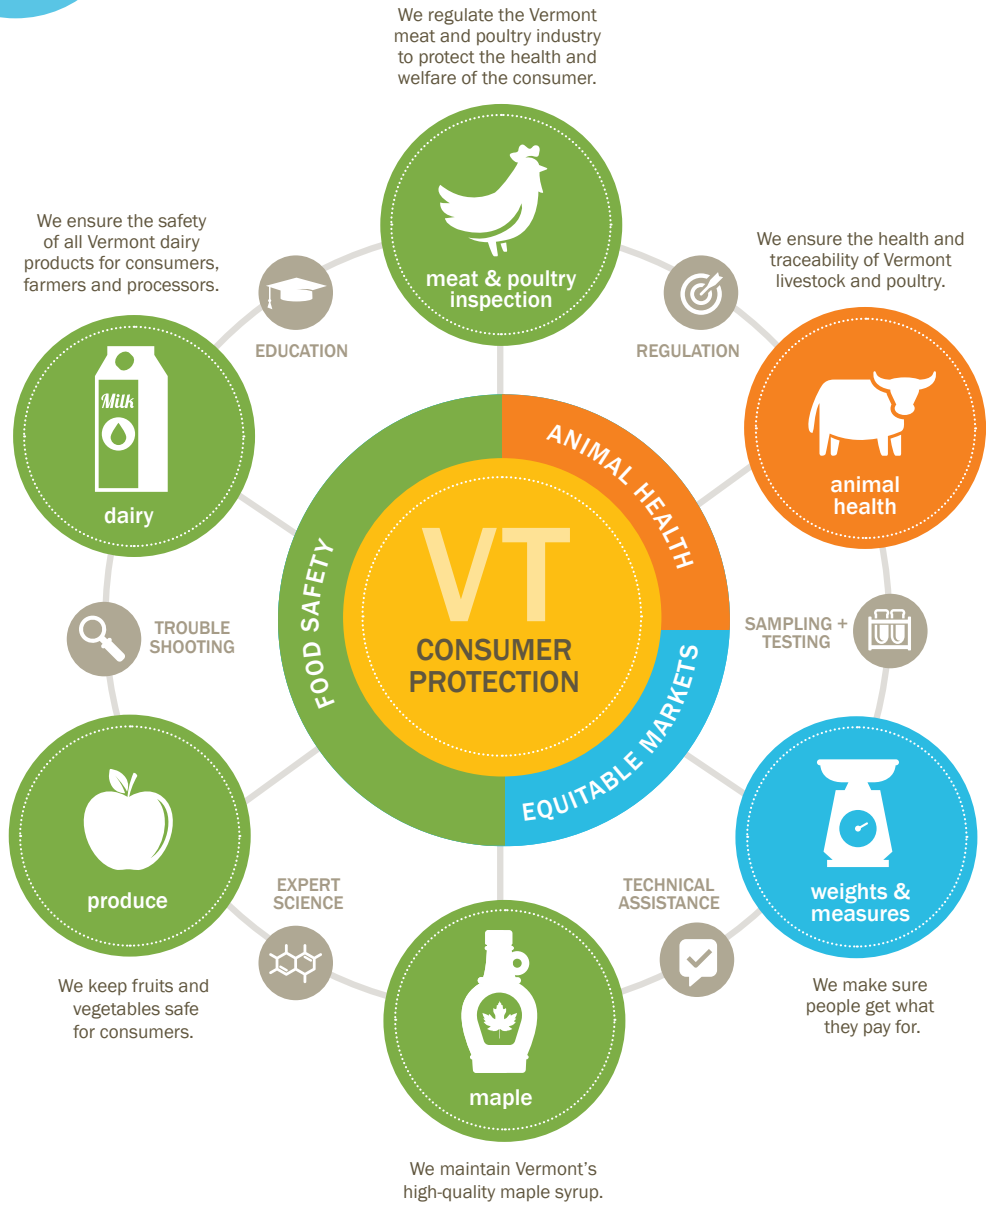 We regulate the Vermont
meat and poultry industry
to protect the health and
welfare of the consumer.
meat & poultry
inspection
We ensure the safety
of all Vermont dairy
products for consumers,
farmers and processors.
EDUCATION
REGULATION
We ensure the health and
traceability of Vermont
livestock and poultry.
Milk
dairy
animal
health
ANIMAL HEALTH
FOOD SAFETY
EQUITABLE MARKETS
VT
CONSUMER
PROTECTION
TROUBLE
SHOOTING
SAMPLING +
TESTING
produce
We keep fruits and
vegetables safe
for consumers.
EXPERT
SCIENCE
TECHNICAL
ASSISTANCE
weights &
measures
We make sure
people get what
they pay for.
maple
We maintain Vermont's
high-quality maple syrup.